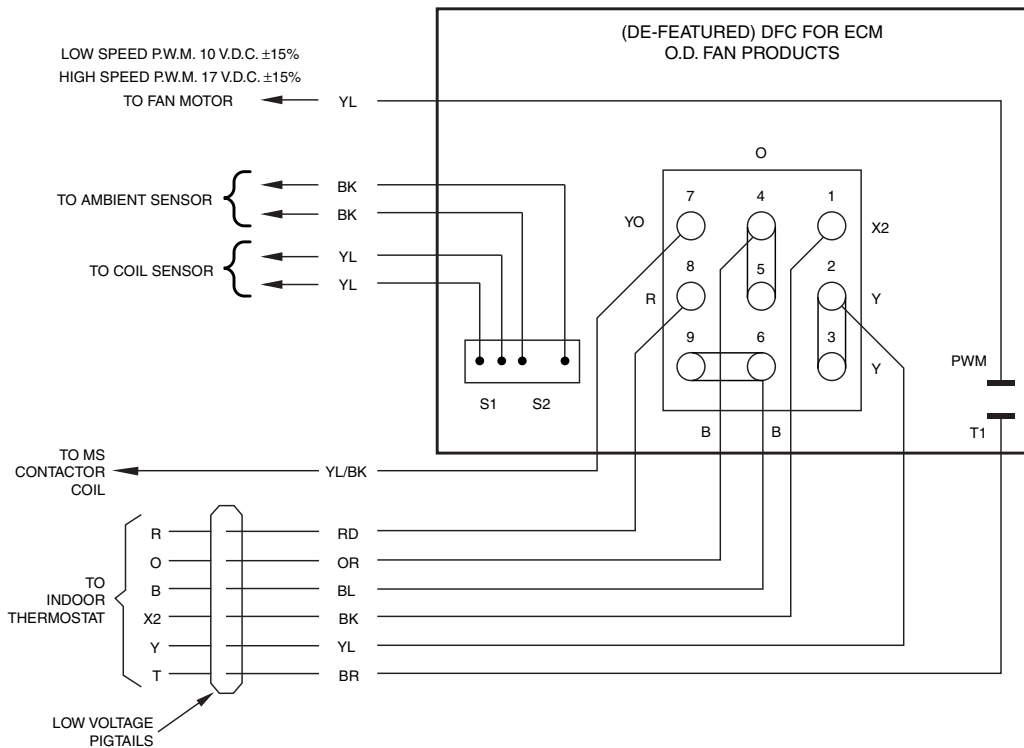 (DE-FEATURED) DFC FOR ECM
O.D. FAN PRODUCTS
LOW SPEED P.W.M. 10 V.D.C. ±15%
HIGH SPEED P.W.M. 17 V.D.C. ±15%
TO FAN MOTOR
YL
TO AMBIENT SENSOR
BK
BK
TO COIL SENSOR
YL
YL
S1
S2
O
7
4
1
YO
X2
8
5
2
R
Y
9
6
3
Y
B
B
PWM
T1
TO MS
CONTACTOR
COIL
YL/BK
TO
INDOOR
THERMOSTAT
R
RD
O
OR
B
BL
X2
BK
Y
YL
T
BR
LOW VOLTAGE
PIGTAILS